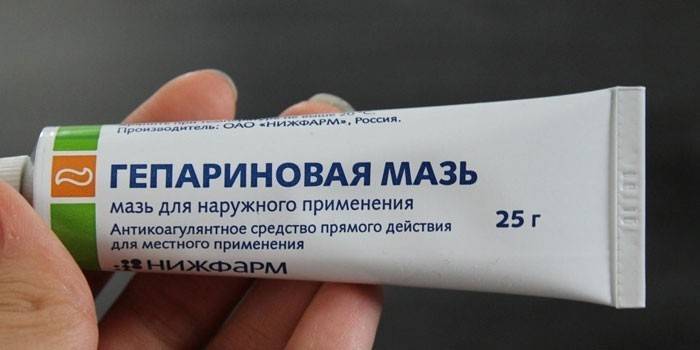 Производитель: ОАО «НИЖФАРМ», Россия.
ГЕПАРИНОВАЯ МАЗЬ
мазь для наружного применения
25 г
Антикоагулянтное средство прямого действия
для местного применения
НИЖФАРМ